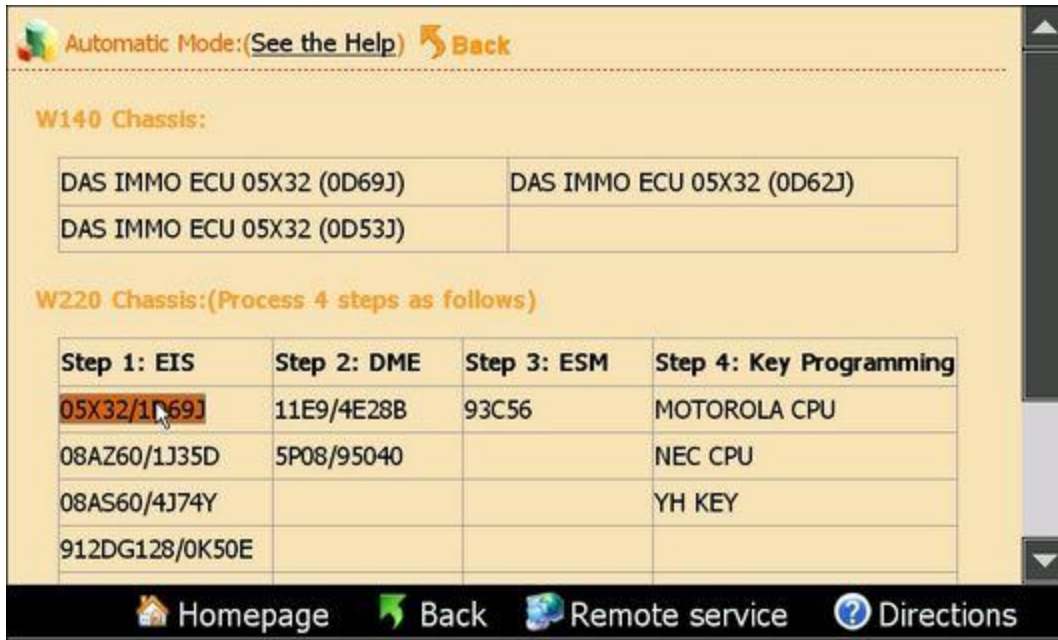 Automatic Mode:(See the Help) Back
W140 Chassis:
DAS IMMO ECU 05X32 (0D69J) DAS IMMO ECU 05X32 (0D62J)
DAS IMMO ECU 05X32 (0D53J)
W220 Chassis:(Process 4 steps as follows)
Step 1: EIS Step 2: DME Step 3: ESM Step 4: Key Programming
05X32/1D69J 11E9/4E28B 93C56 MOTOROLA CPU
08AZ60/1J35D 5P08/95040 NEC CPU
08AS60/4J74Y YH KEY
912DG128/0K50E
Homepage Back Remote service Directions